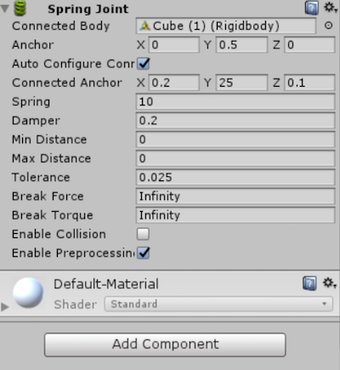 Spring Joint
Connected Body Cube (1) (Rigidbody)
Anchor X 0 Y 0.5 Z 0
Auto Configure Conn
Connected Anchor X 0.2 Y 25 Z 0.1
Spring 10
Damper 0.2
Min Distance 0
Max Distance 0
Tolerance 0.025
Break Force Infinity
Break Torque Infinity
Enable Collision
Enable Preprocessin
Default-Material
Shader Standard
Add Component